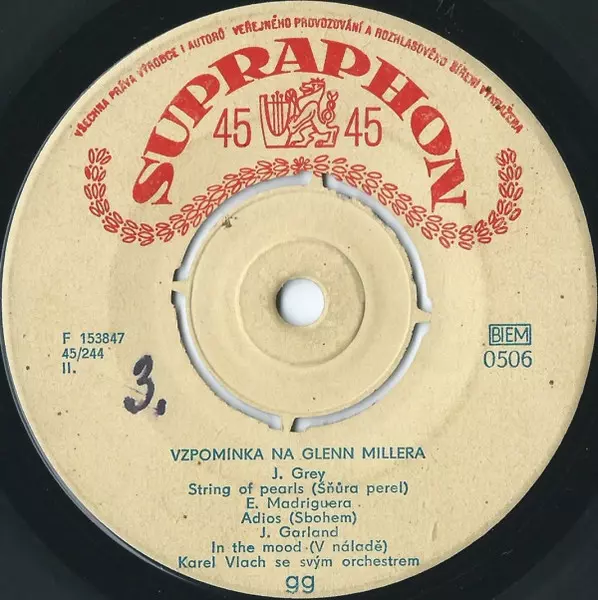 VŠECHNA PRÁVA VÝROBCE I AUTORŮ VEŘEJNÉHO PROVOZOVÁNÍ A ROZHLASOVÉHO ŠÍŘENÍ VYHRAŽENA
SUPRAPHON
45 45
F 153847
45/244
II.
3.
BIEM
0506
VZPOMÍNKA NA GLENN MILLERA
J. Grey
String of pearls (Šňůra perel)
E. Madriguera
Adios (Sbohem)
J. Garland
In the mood (V náladě)
Karel Vlach se svým orchestrem
gg